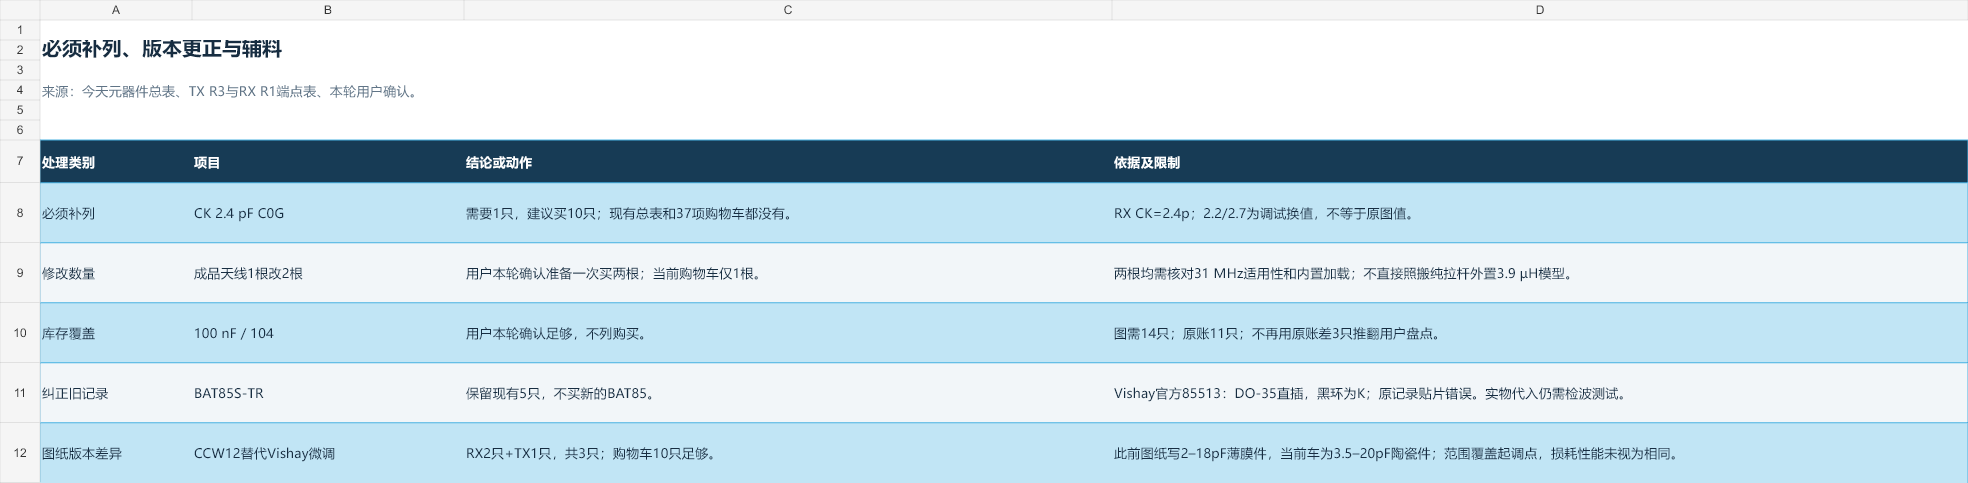 A B C D
1
2 必须补列、版本更正与辅料
3
4 来源：今天元器件总表、TX R3与RX R1端点表、本轮用户确认。
5
6
7 处理类别 项目 结论或动作 依据及限制
8 必须补列 CK 2.4 pF C0G 需要1只，建议买10只；现有总表和37项购物车都没有。 RX CK=2.4p；2.2/2.7为调试换值，不等于原图值。
9 修改数量 成品天线1根改2根 用户本轮确认准备一次买两根；当前购物车仅1根。 两根均需核对31 MHz适用性和内置加载；不直接照搬纯拉杆外置3.9 μH模型。
10 库存覆盖 100 nF / 104 用户本轮确认足够，不列购买。 图需14只；原账11只；不再用原账差3只推翻用户盘点。
11 纠正旧记录 BAT85S-TR 保留现有5只，不买新的BAT85。 Vishay官方85513：DO-35直插，黑环为K；原记录贴片错误。实物代入仍需检波测试。
12 图纸版本差异 CCW12替代Vishay微调 RX2只+TX1只，共3只；购物车10只足够。 此前图纸写2–18pF薄膜件，当前车为3.5–20pF陶瓷件；范围覆盖起调点，损耗性能未视为相同。